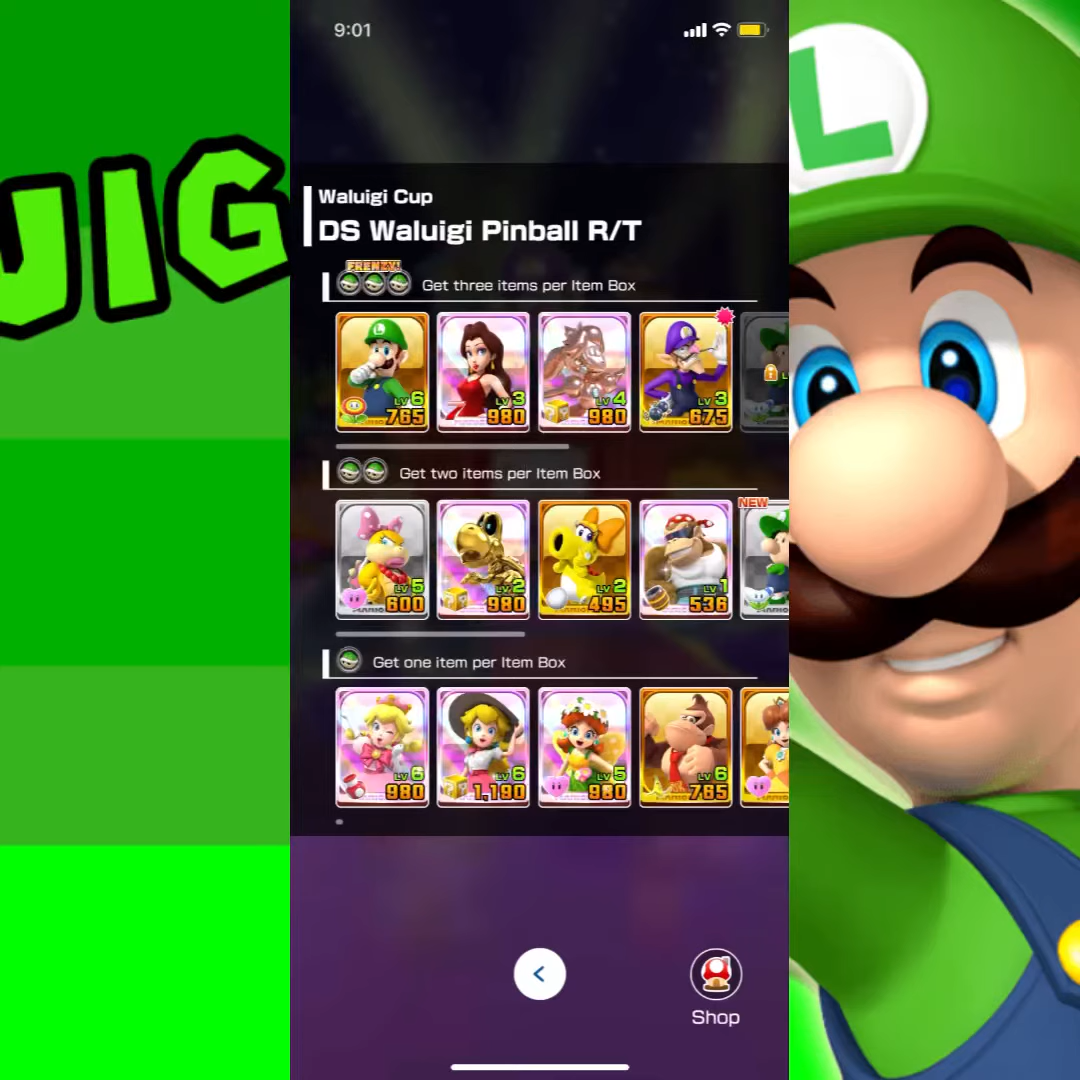 9:01
UIG
L
Waluigi Cup
DS Waluigi Pinball R/T
FRENZY!
Get three items per Item Box
L
LV 6
765
LV 3
980
LV 4
980
LV 3
675
Get two items per Item Box
NEW
LV 5
600
LV 2
980
LV 2
495
LV 1
536
Get one item per Item Box
LV 6
980
LV 6
1,190
LV 5
980
LV 6
765
<
Shop